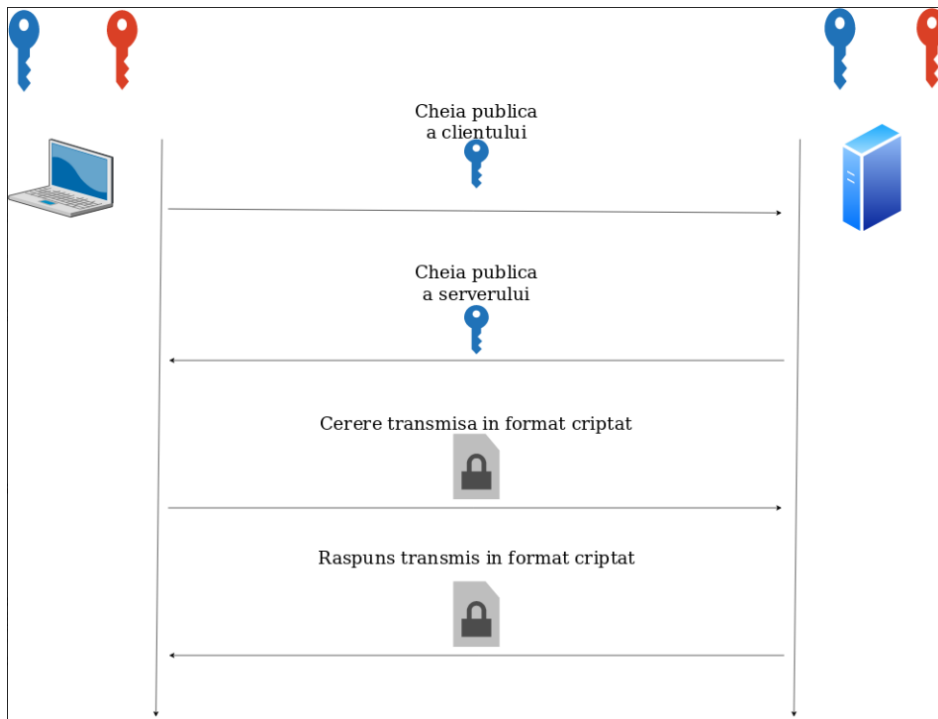 Cheia publica
a clientului
Cheia publica
a serverului
Cerere transmisa in format criptat
Raspuns transmis in format criptat